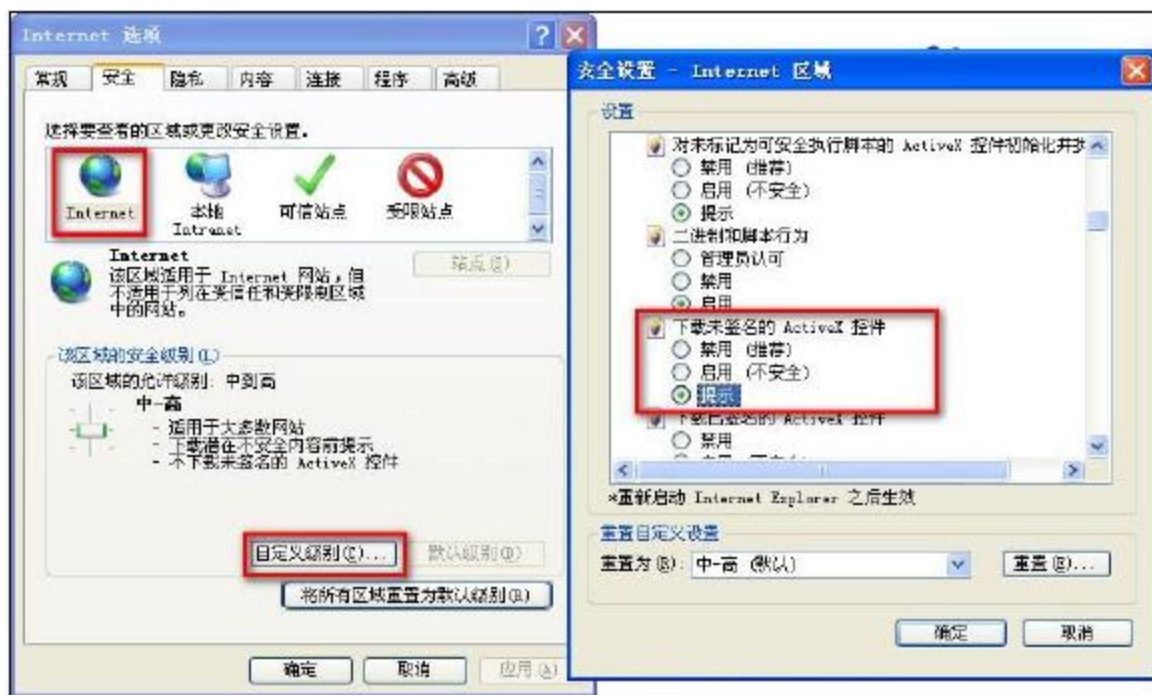 Internet 选项
常规 安全 隐私 内容 连接 程序 高级
选择要查看的区域或更改安全设置。
Internet
本地
Intranet
可信站点
受限站点
Internet
该区域适用于 Internet 网站,但
不适用于列在受信任和受限制区域
中的网站。
站点(S)
该区域的安全级别(L)
该区域的允许级别: 中到高
中-高
- 适用于大多数网站
- 下载潜在不安全内容前提示
- 不下载未签名的 ActiveX 控件
自定义级别(C)...
默认级别(D)
将所有区域重置为默认级别(R)
确定 取消 应用(A)
安全设置 - Internet 区域
设置
对未标记为可安全执行脚本的 ActiveX 控件初始化并执
禁用 (推荐)
启用 (不安全)
提示
二进制和脚本行为
管理员认可
禁用
启用
下载未签名的 ActiveX 控件
禁用 (推荐)
启用 (不安全)
提示
下载已签名的 ActiveX 控件
禁用
*重新启动 Internet Explorer 之后生效
重置自定义设置
重置为(R): 中-高 (默认)
重置(E)...
确定 取消